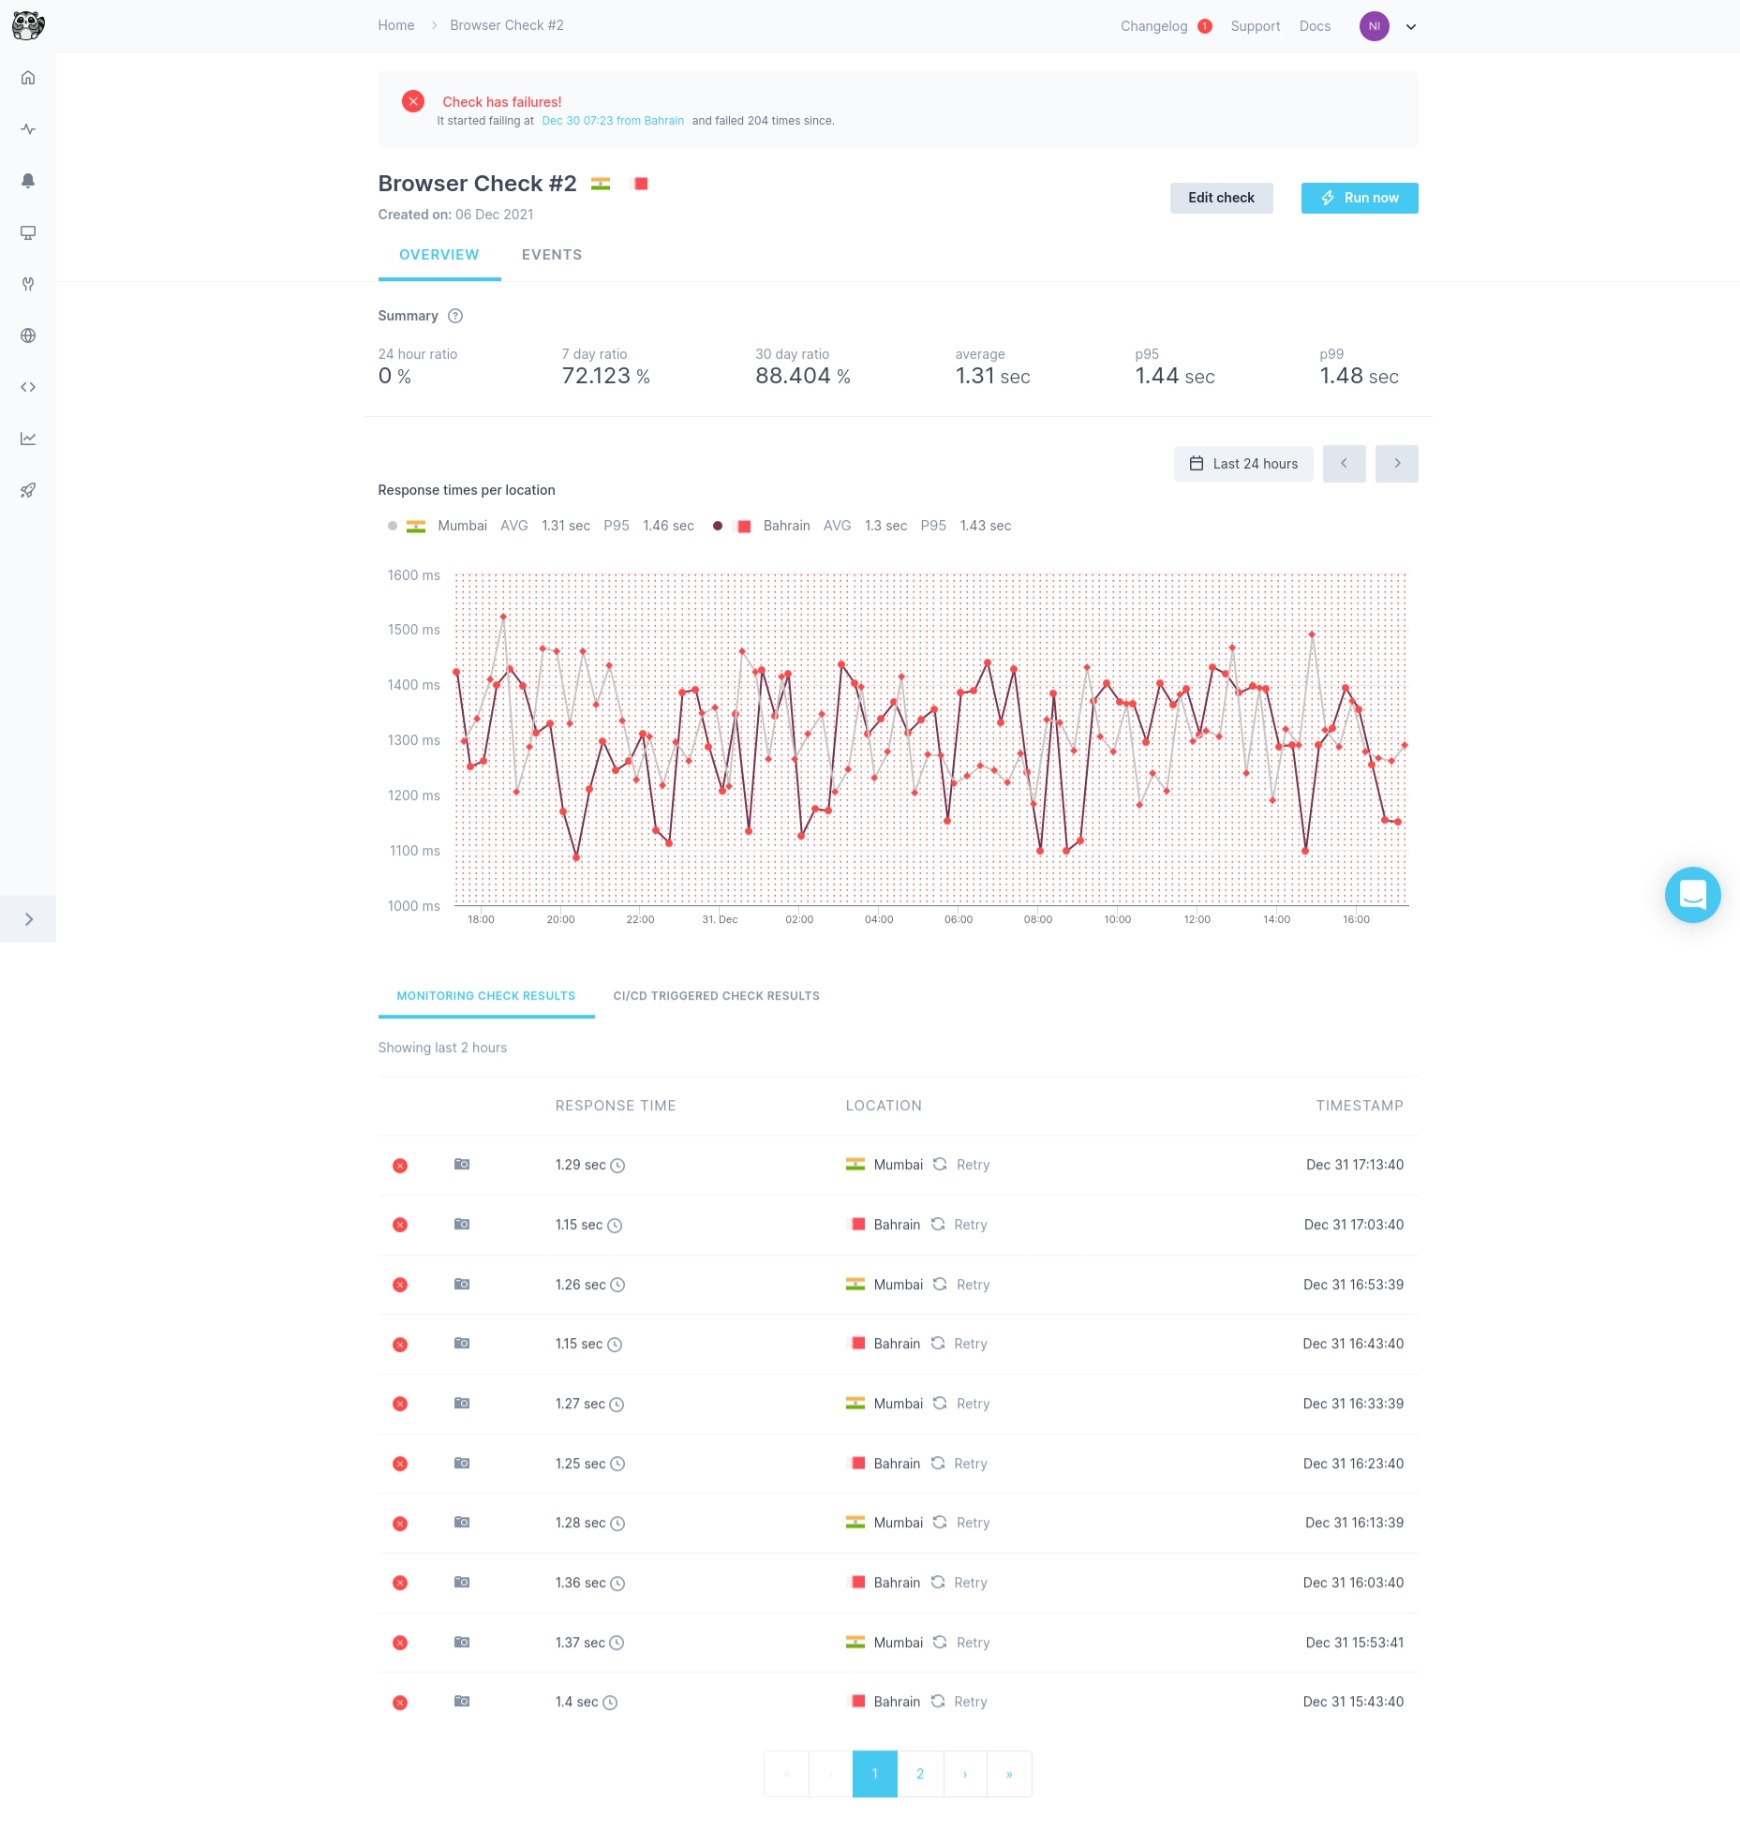 Home > Browser Check #2 Changelog 1 Support Docs NI
Check has failures!
It started failing at Dec 30 07:23 from Bahrain and failed 204 times since.
Browser Check #2
Edit check Run now
Created on: 06 Dec 2021
OVERVIEW EVENTS
Summary ?
24 hour ratio 7 day ratio 30 day ratio average p95 p99
0 % 72.123 % 88.404 % 1.31 sec 1.44 sec 1.48 sec
Last 24 hours
Response times per location
Mumbai AVG 1.31 sec P95 1.46 sec Bahrain AVG 1.3 sec P95 1.43 sec
1600 ms
1500 ms
1400 ms
1300 ms
1200 ms
1100 ms
1000 ms
18:00 20:00 22:00 31. Dec 02:00 04:00 06:00 08:00 10:00 12:00 14:00 16:00
MONITORING CHECK RESULTS CI/CD TRIGGERED CHECK RESULTS
Showing last 2 hours
RESPONSE TIME LOCATION TIMESTAMP
1.29 sec Mumbai Retry Dec 31 17:13:40
1.15 sec Bahrain Retry Dec 31 17:03:40
1.26 sec Mumbai Retry Dec 31 16:53:39
1.15 sec Bahrain Retry Dec 31 16:43:40
1.27 sec Mumbai Retry Dec 31 16:33:39
1.25 sec Bahrain Retry Dec 31 16:23:40
1.28 sec Mumbai Retry Dec 31 16:13:39
1.36 sec Bahrain Retry Dec 31 16:03:40
1.37 sec Mumbai Retry Dec 31 15:53:41
1.4 sec Bahrain Retry Dec 31 15:43:40
« ‹ 1 2 › »